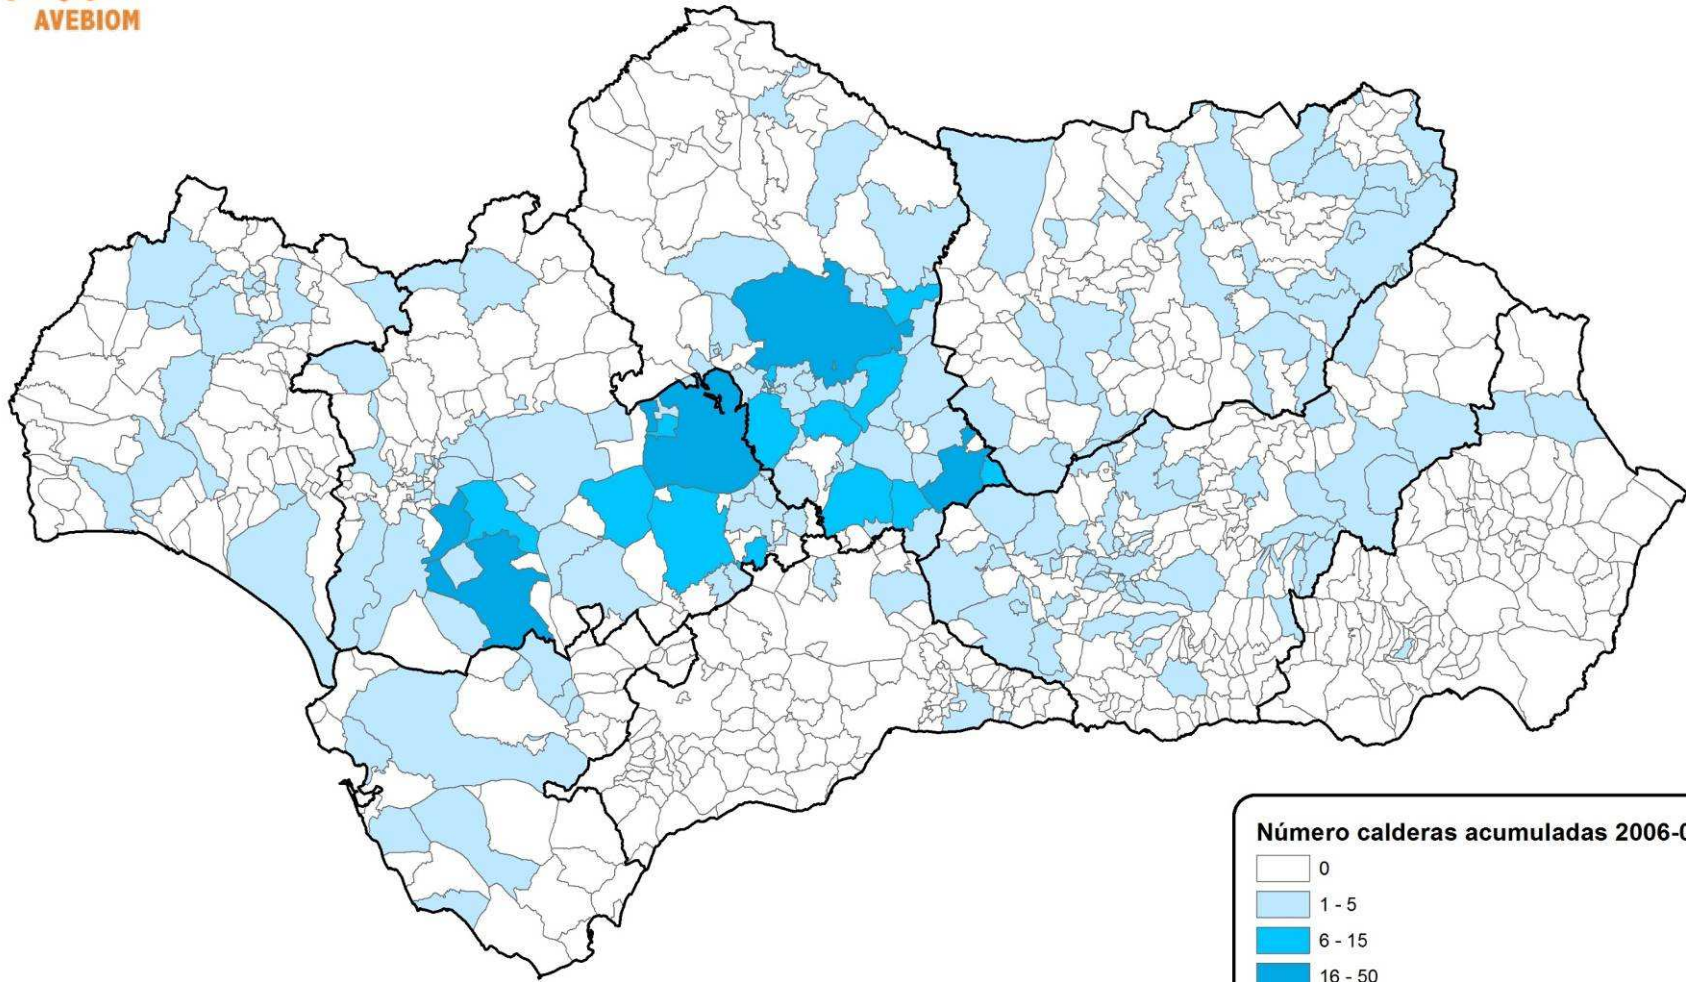 AVEBIOM
Número calderas acumuladas 2006-0
0
1 - 5
6 - 15
16 - 50